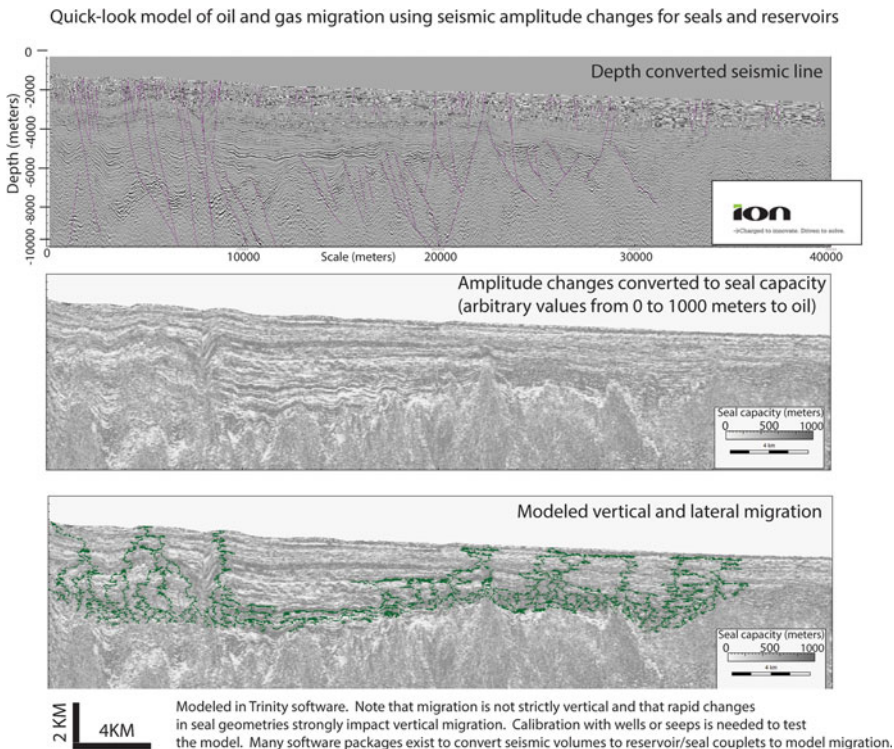 Quick-look model of oil and gas migration using seismic amplitude changes for seals and reservoirs
Depth converted seismic line
Depth (meters)
0
-2000
-4000
-6000
-8000
-10000
0
10000
Scale (meters)
20000
30000
40000
ion
Charged to innovate. Driven to solve.
Amplitude changes converted to seal capacity
(arbitrary values from 0 to 1000 meters to oil)
Seal capacity (meters)
0 500 1000
4 km
Modeled vertical and lateral migration
Seal capacity (meters)
0 500 1000
4 km
2 KM
4KM
Modeled in Trinity software. Note that migration is not strictly vertical and that rapid changes
in seal geometries strongly impact vertical migration. Calibration with wells or seeps is needed to test
the model. Many software packages exist to convert seismic volumes to reservoir/seal couplets to model migration.